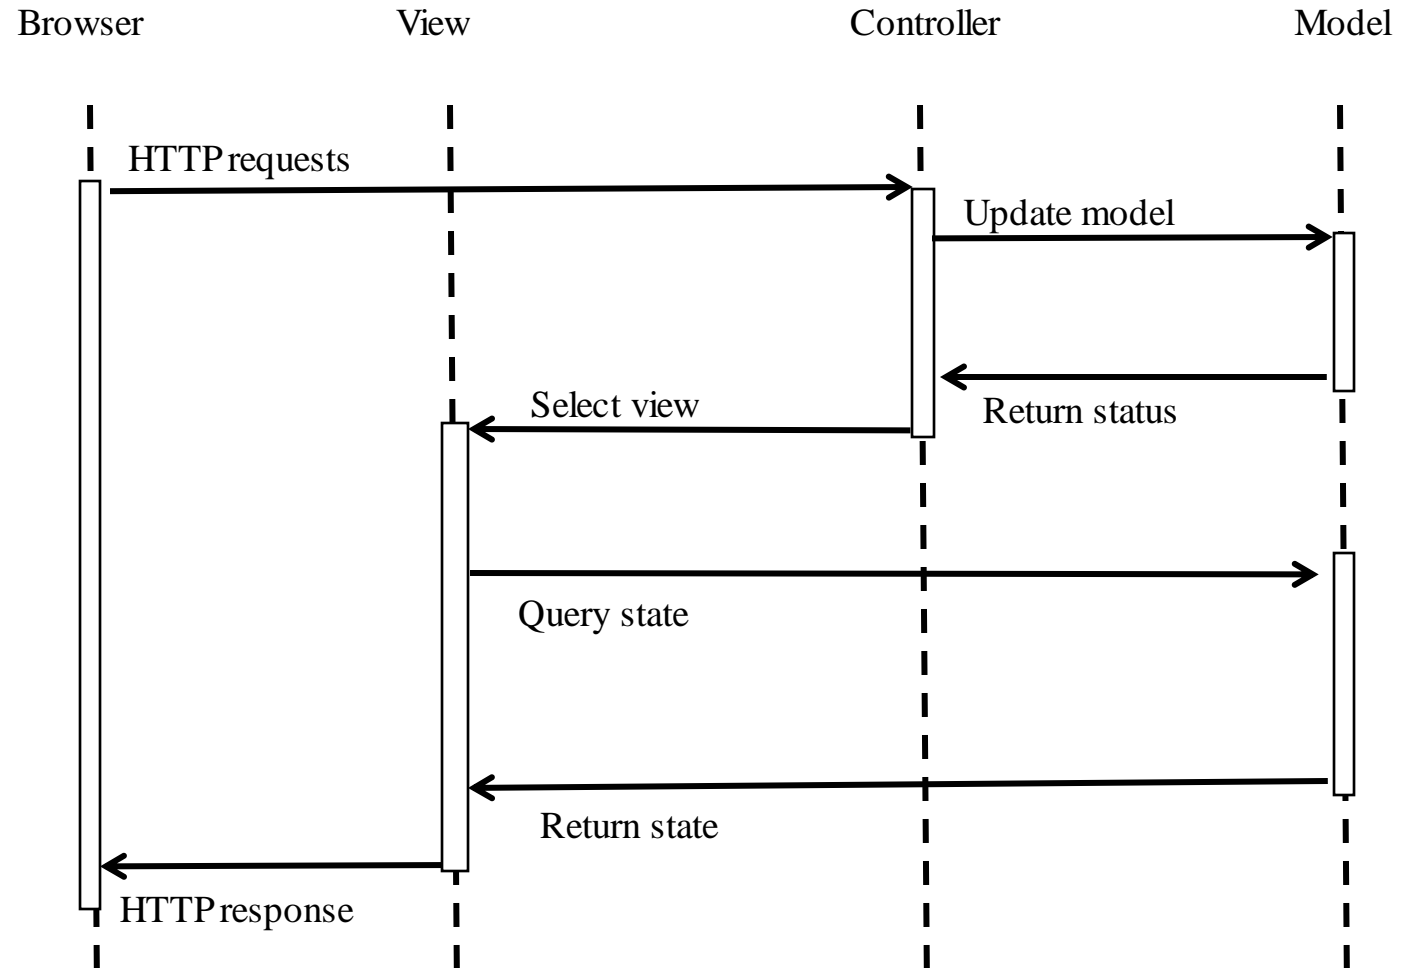 Browser
View
Controller
Model
HTTP requests
Update model
Select view
Return status
Query state
Return state
HTTP response